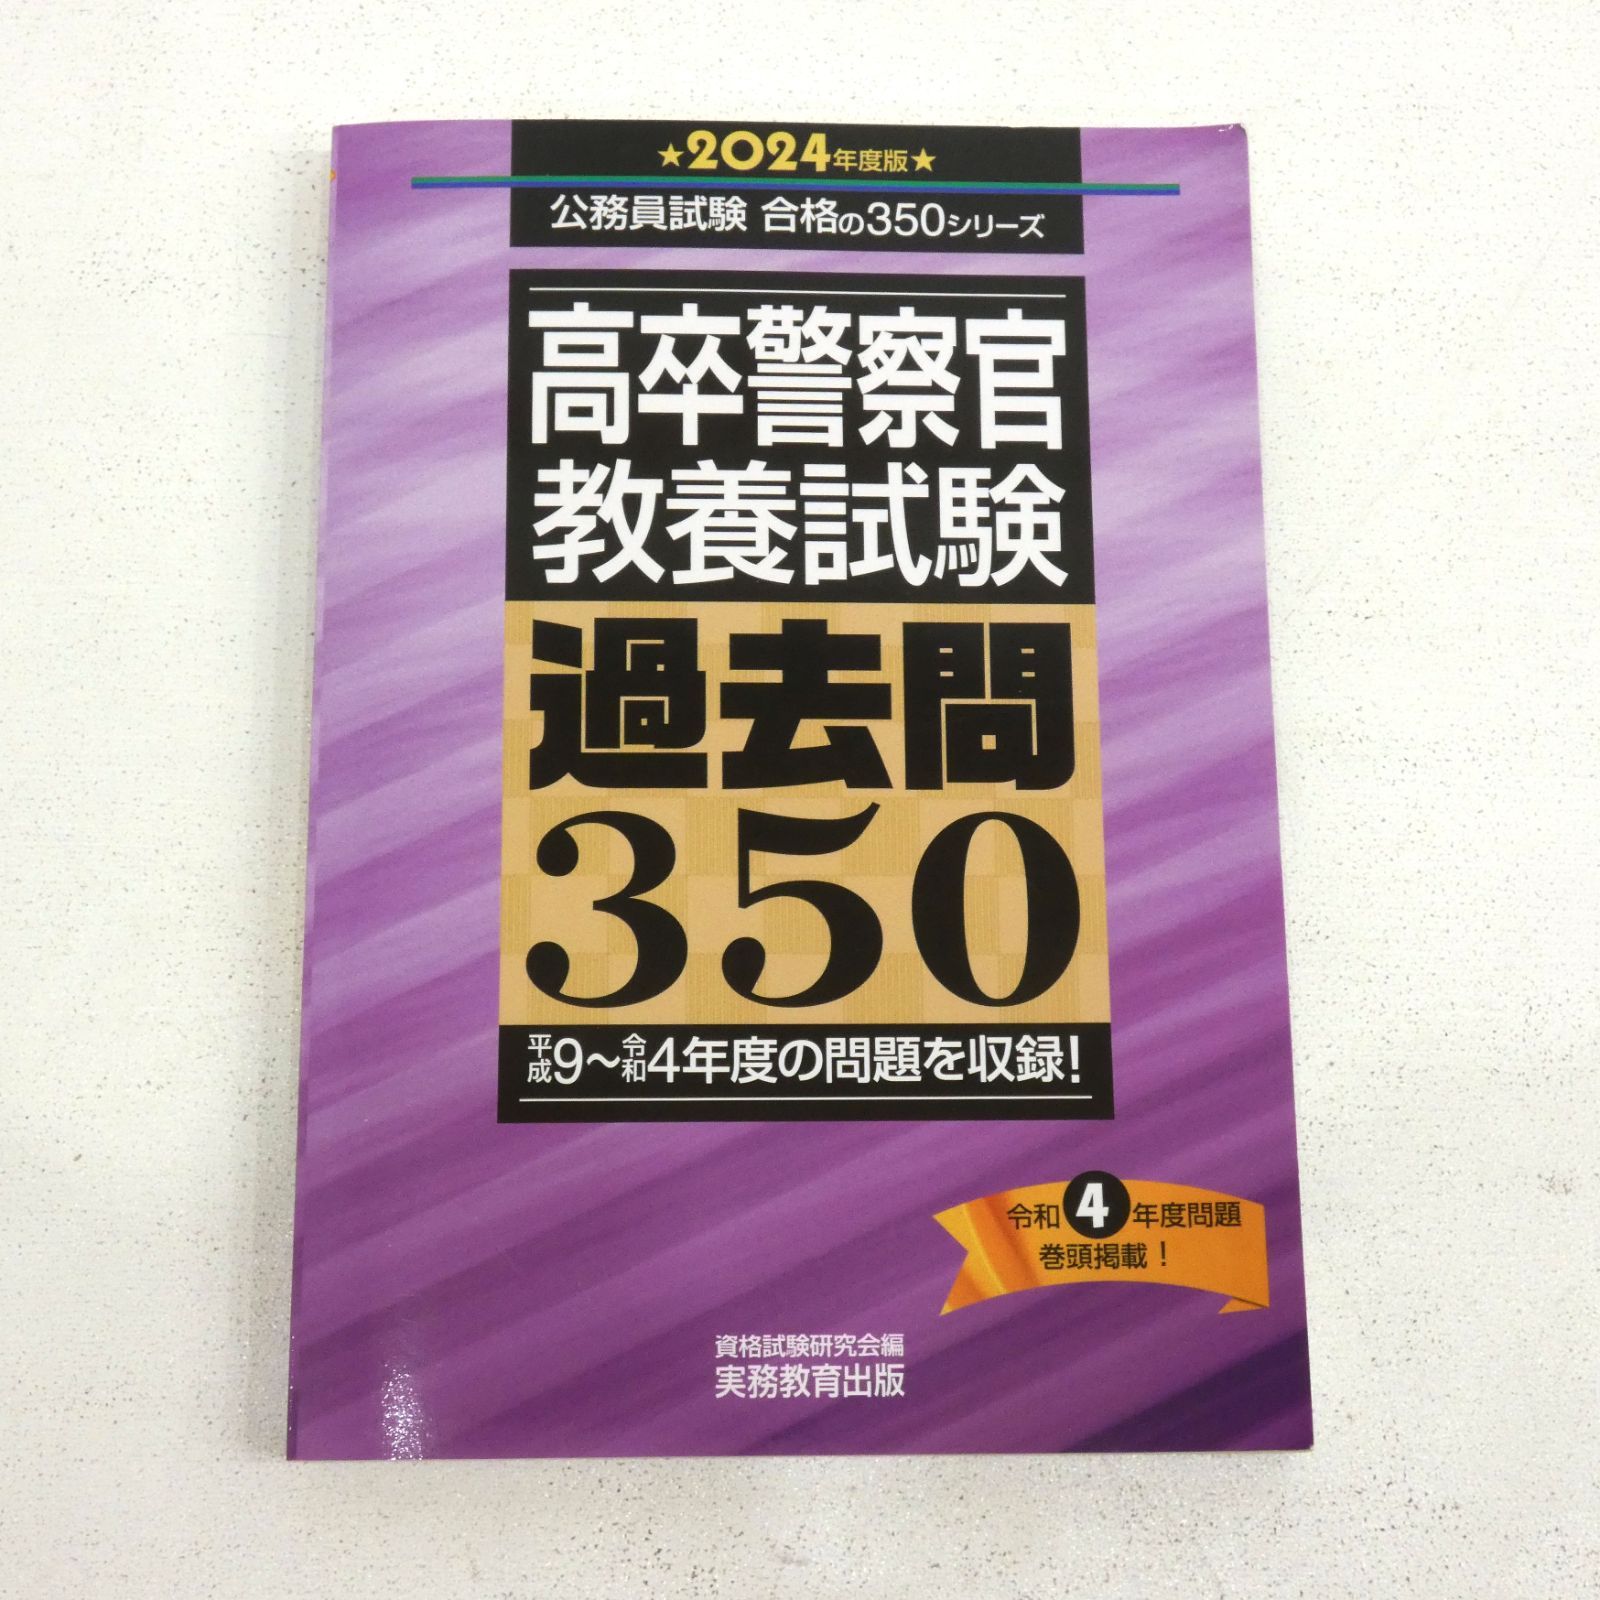 ★2024年度版★
公務員試験 合格の350シリーズ
高卒警察官
教養試験
過去問
350
平成9～令和4年度の問題を収録！
令和4年度問題
巻頭掲載！
資格試験研究会編
実務教育出版